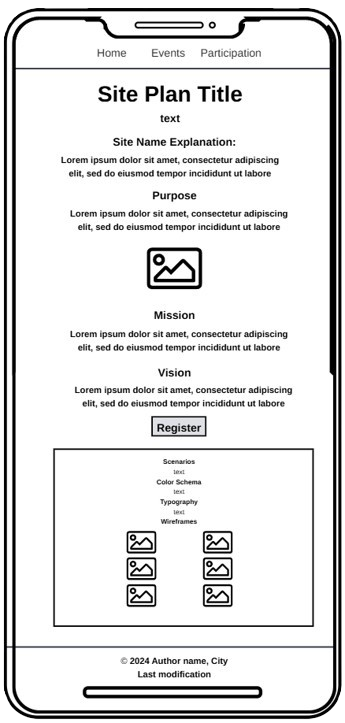 Home Events Participation
Site Plan Title
text
Site Name Explanation:
Lorem ipsum dolor sit amet, consectetur adipiscing
elit, sed do eiusmod tempor incididunt ut labore
Purpose
Lorem ipsum dolor sit amet, consectetur adipiscing
elit, sed do eiusmod tempor incididunt ut labore
Mission
Lorem ipsum dolor sit amet, consectetur adipiscing
elit, sed do eiusmod tempor incididunt ut labore
Vision
Lorem ipsum dolor sit amet, consectetur adipiscing
elit, sed do eiusmod tempor incididunt ut labore
Register
Scenarios
text
Color Schema
text
Typography
text
Wireframes
© 2024 Author name, City
Last modification